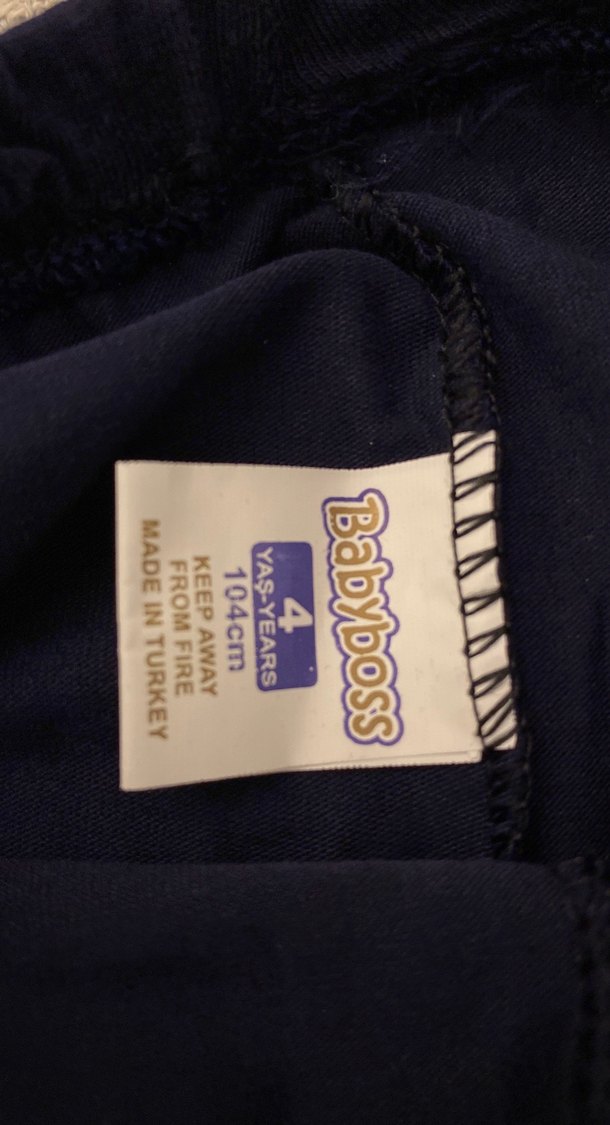 Babyboss
4
YAŞ-YEARS
104cm
KEEP AWAY
FROM FIRE
MADE IN TURKEY